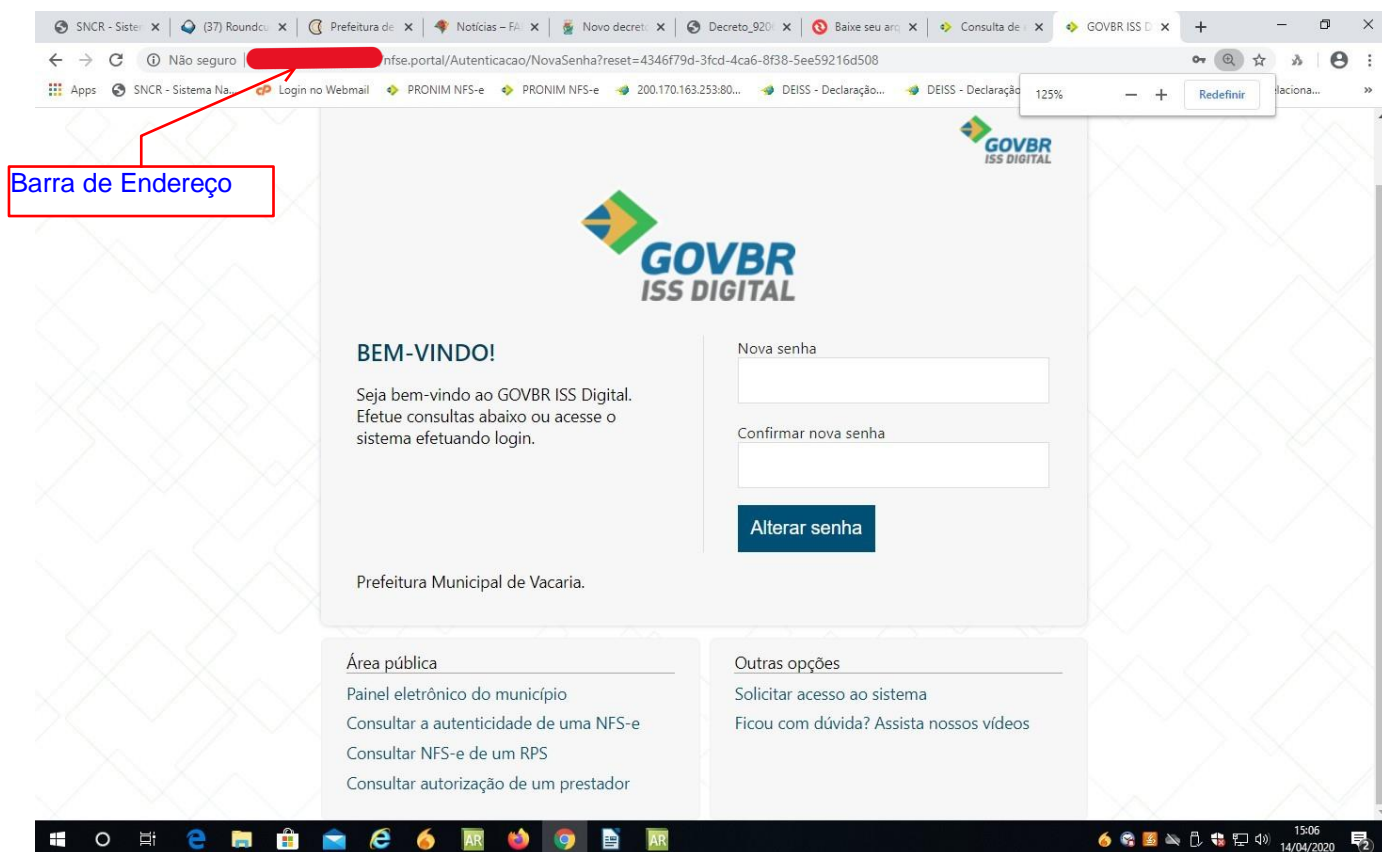 SNCR - Siste
(37) Roundcu
Prefeitura de
Notícias – FA
Novo decreto
Decreto_920
Baixe seu arq
Consulta de
GOVBR ISS D
Não seguro
nfse.portal/Autenticacao/NovaSenha?reset=4346f79d-3fcd-4ca6-8f38-5ee59216d508
Apps
SNCR - Sistema Na...
Login no Webmail
PRONIM NFS-e
PRONIM NFS-e
200.170.163.253:80...
DEISS - Declaração...
DEISS - Declaração
125%
Redefinir
laciona...
Barra de Endereço
GOVBR
ISS DIGITAL
GOVBR
ISS DIGITAL
BEM-VINDO!
Seja bem-vindo ao GOVBR ISS Digital.
Efetue consultas abaixo ou acesse o
sistema efetuando login.
Nova senha
Confirmar nova senha
Alterar senha
Prefeitura Municipal de Vacaria.
Área pública
Painel eletrônico do município
Consultar a autenticidade de uma NFS-e
Consultar NFS-e de um RPS
Consultar autorização de um prestador
Outras opções
Solicitar acesso ao sistema
Ficou com dúvida? Assista nossos vídeos
AR
AR
15:06
14/04/2020
2